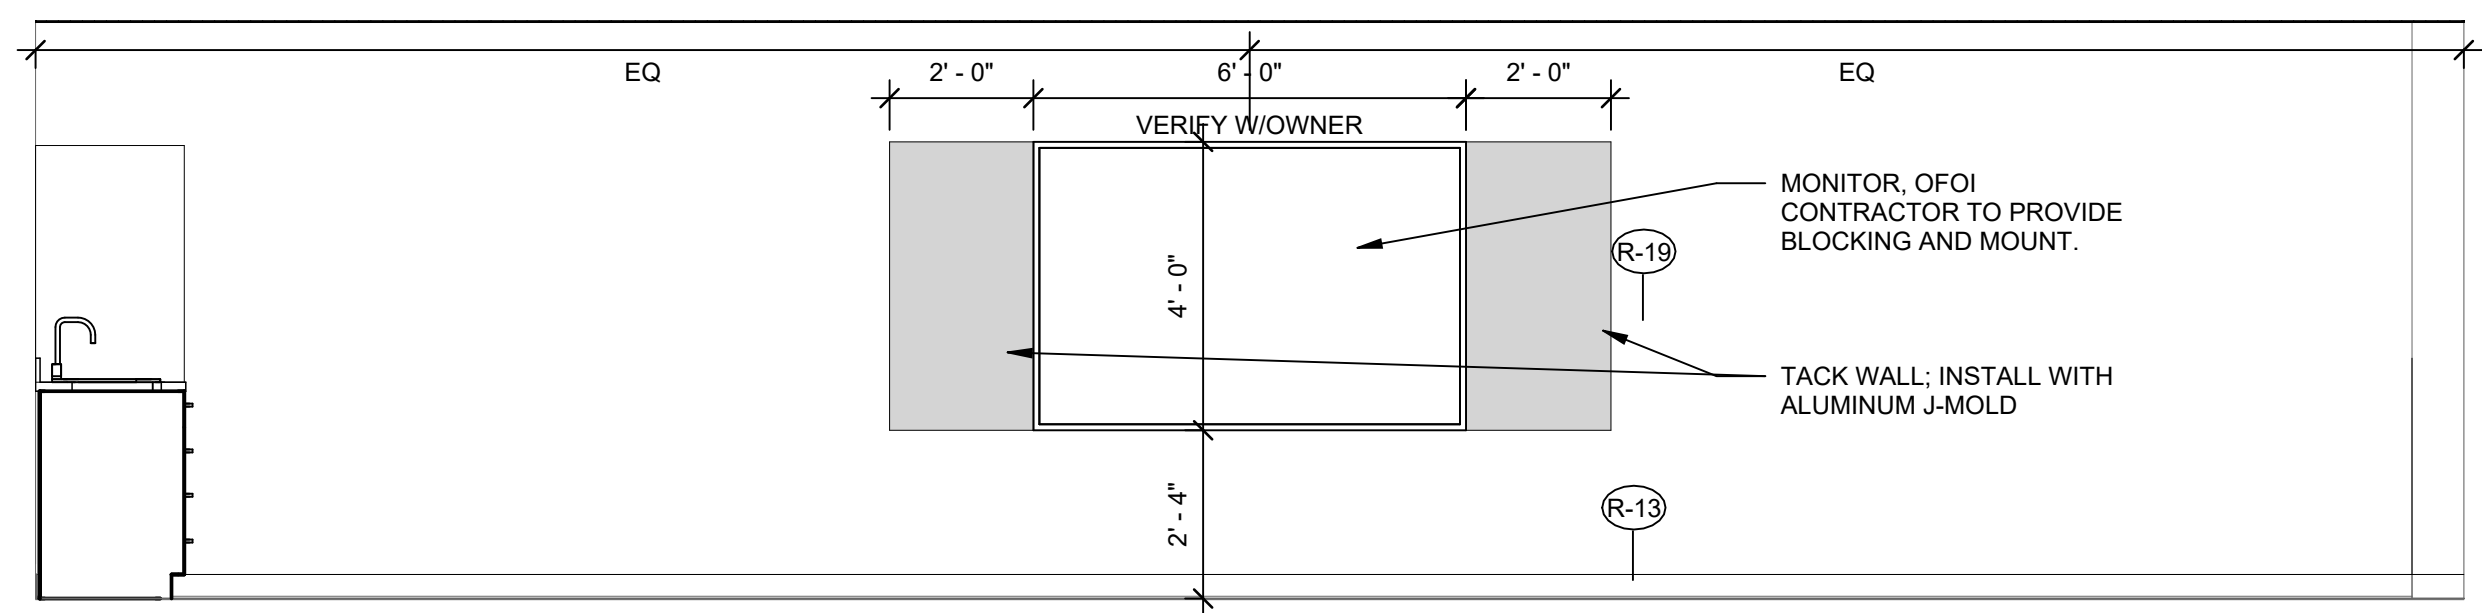 EQ
2' - 0"
6' - 0"
2' - 0"
EQ
VERIFY W/OWNER
MONITOR, OFOI
CONTRACTOR TO PROVIDE
BLOCKING AND MOUNT.
R-19
4' - 0"
TACK WALL; INSTALL WITH
ALUMINUM J-MOLD
2' - 4"
R-13